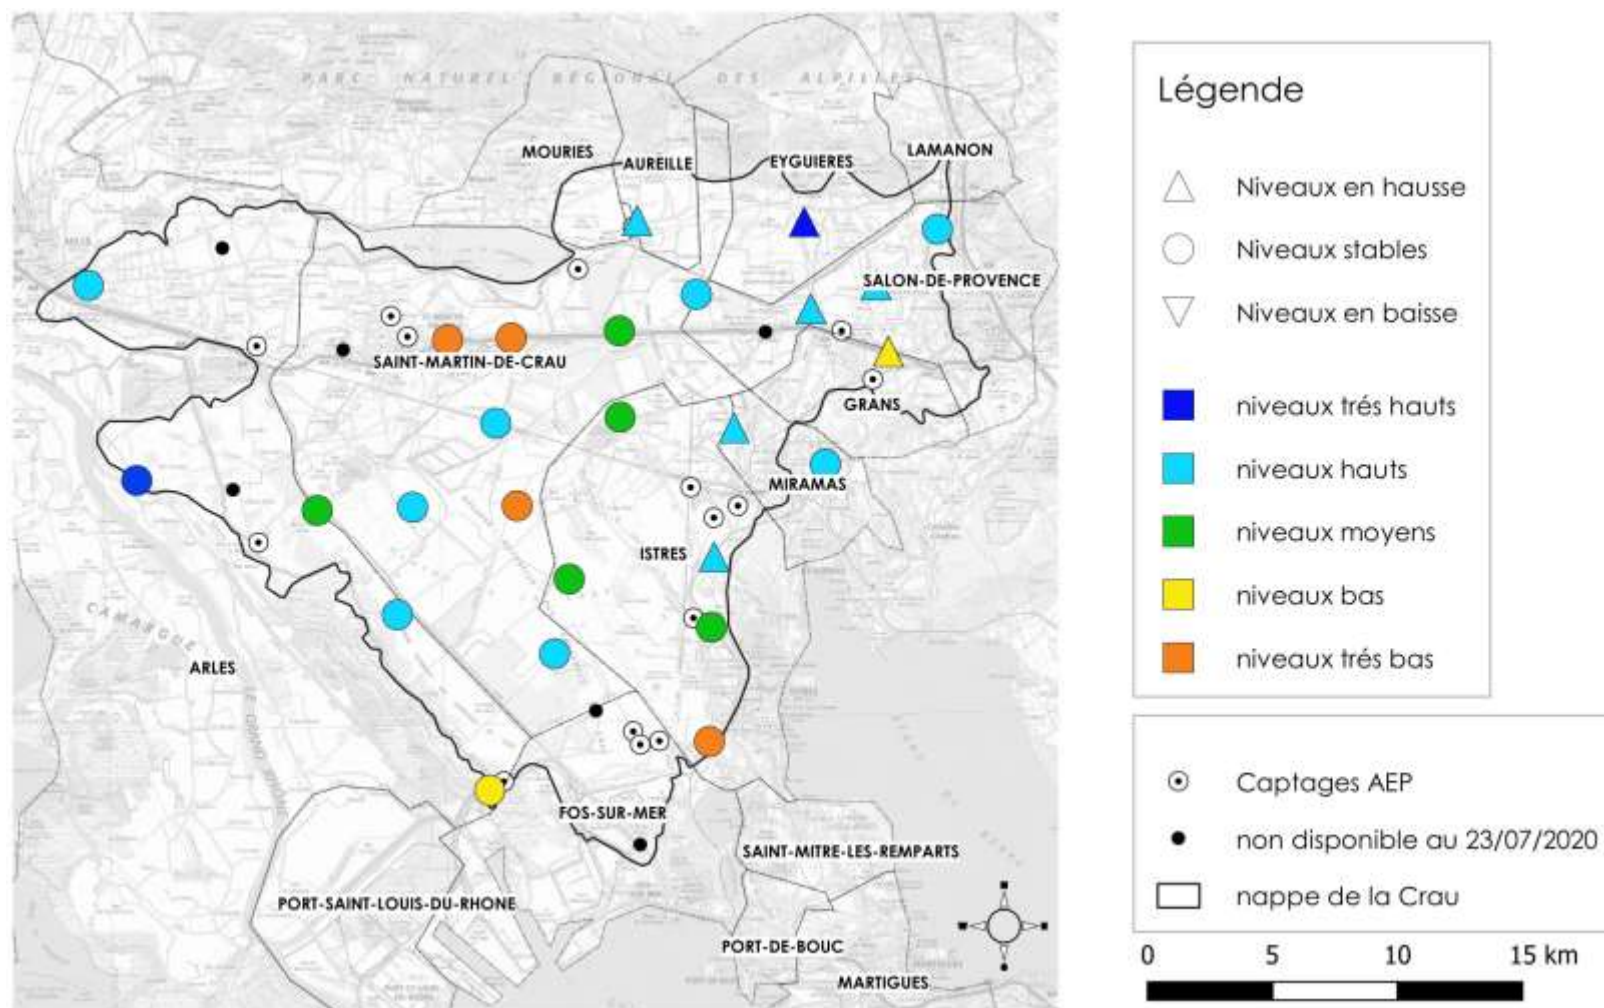 PARC NATUREL RÉGIONAL DES ALPILLES
MOURIES
AUREILLE
EYGUIERES
LAMANON
SALON-DE-PROVENCE
SAINT-MARTIN-DE-CRAU
GRANS
MIRAMAS
ISTRES
CAMARGUE
ARLES
FOS-SUR-MER
SAINT-MITRE-LES-REMPARTS
PORT-SAINT-LOUIS-DU-RHONE
PORT-DE-BOUC
MARTIGUES
Légende
Niveaux en hausse
Niveaux stables
Niveaux en baisse
niveaux trés hauts
niveaux hauts
niveaux moyens
niveaux bas
niveaux trés bas
Captages AEP
non disponible au 23/07/2020
nappe de la Crau
0 5 10 15 km